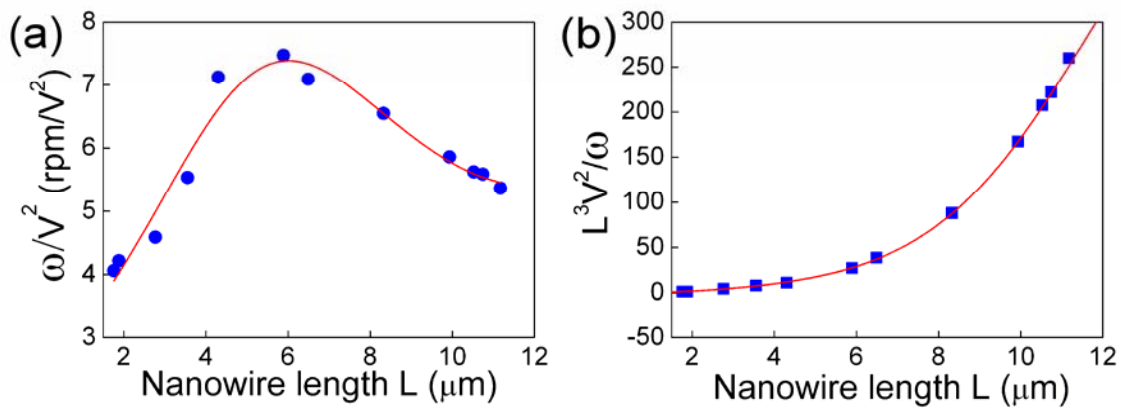 (a)
8
7
6
5
4
3
ω/V² (rpm/V²)
2 4 6 8 10 12
Nanowire length L (μm)
(b)
300
250
200
150
100
50
0
-50
L³V²/ω
2 4 6 8 10 12
Nanowire length L (μm)